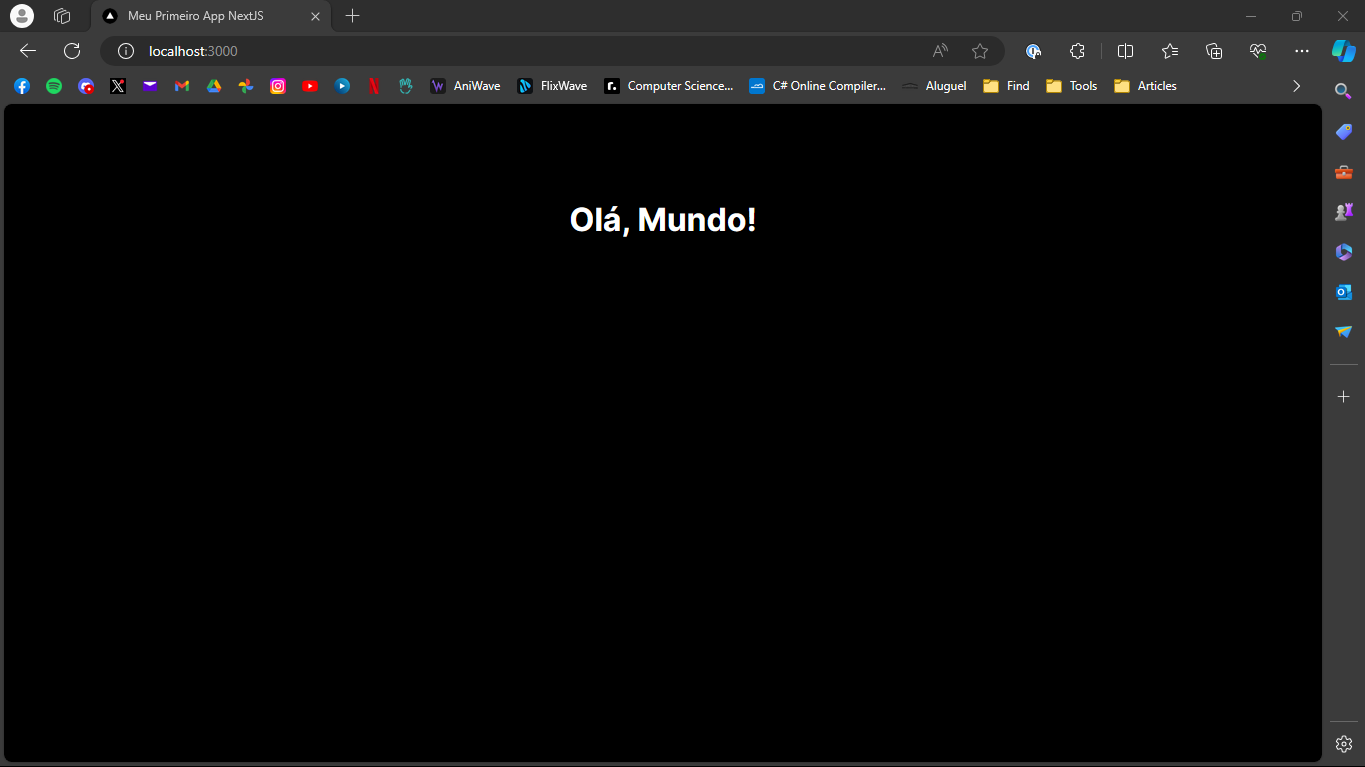 Meu Primeiro App NextJS
localhost:3000
AniWave FlixWave Computer Science... C# Online Compiler... Aluguel Find Tools Articles
Olá, Mundo!